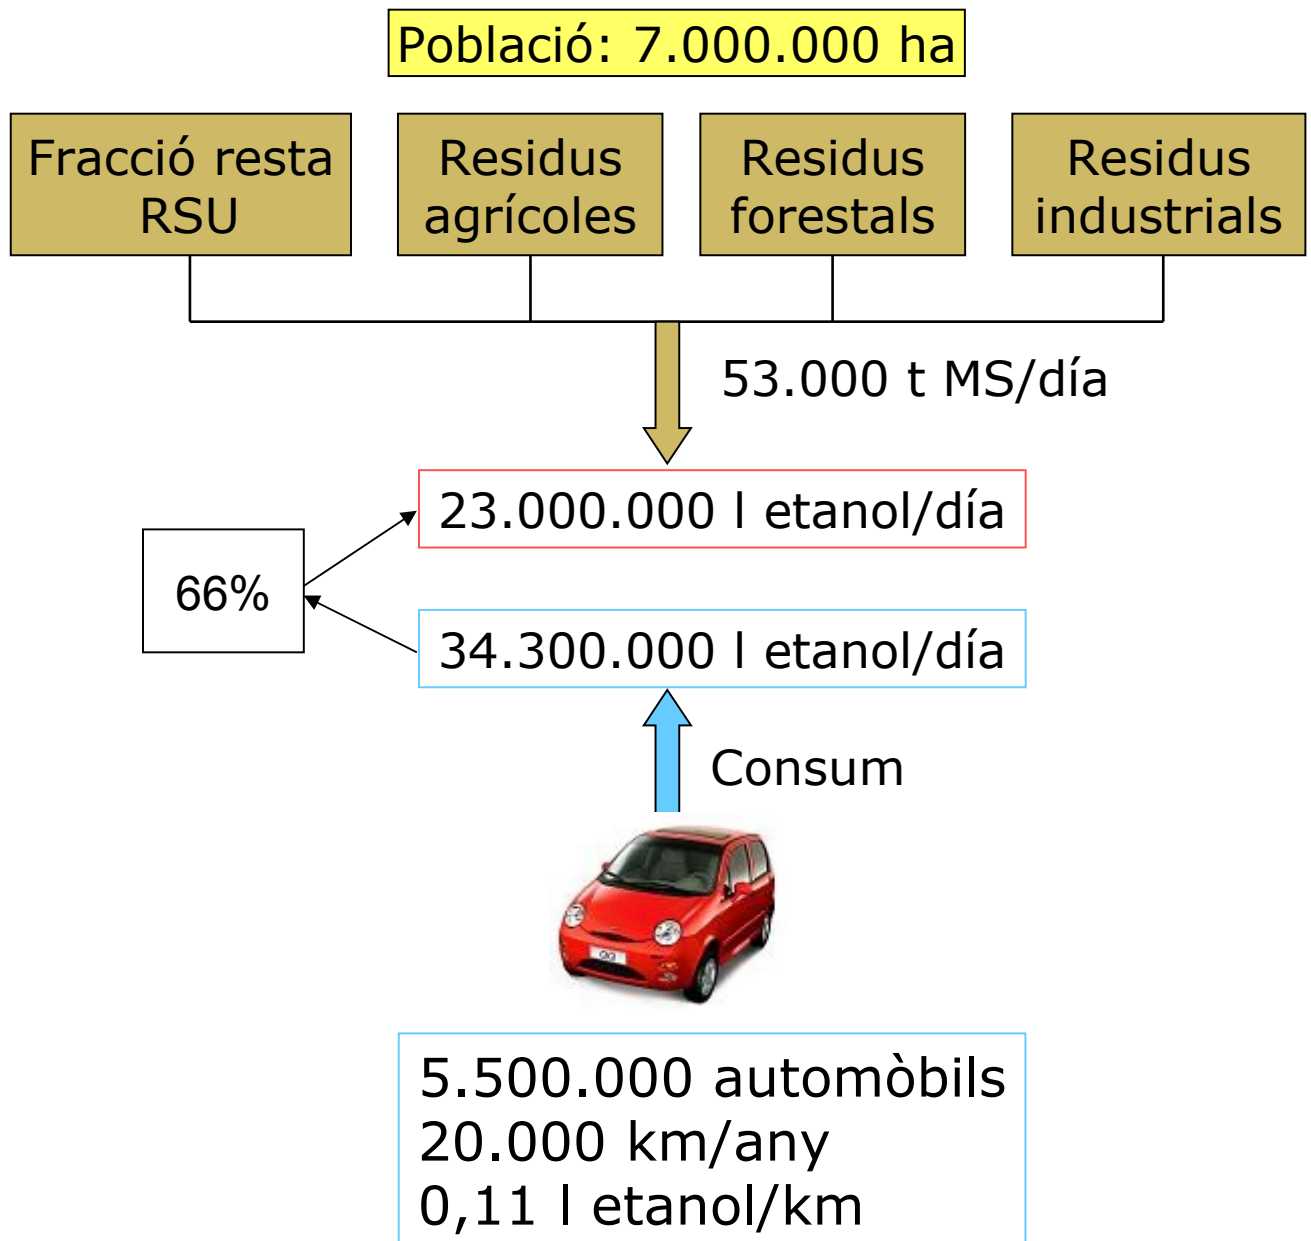 Població: 7.000.000 ha
Fracció resta
RSU
Residus
agrícoles
Residus
forestals
Residus
industrials
53.000 t MS/día
23.000.000 l etanol/día
66%
34.300.000 l etanol/día
Consum
5.500.000 automòbils
20.000 km/any
0,11 l etanol/km